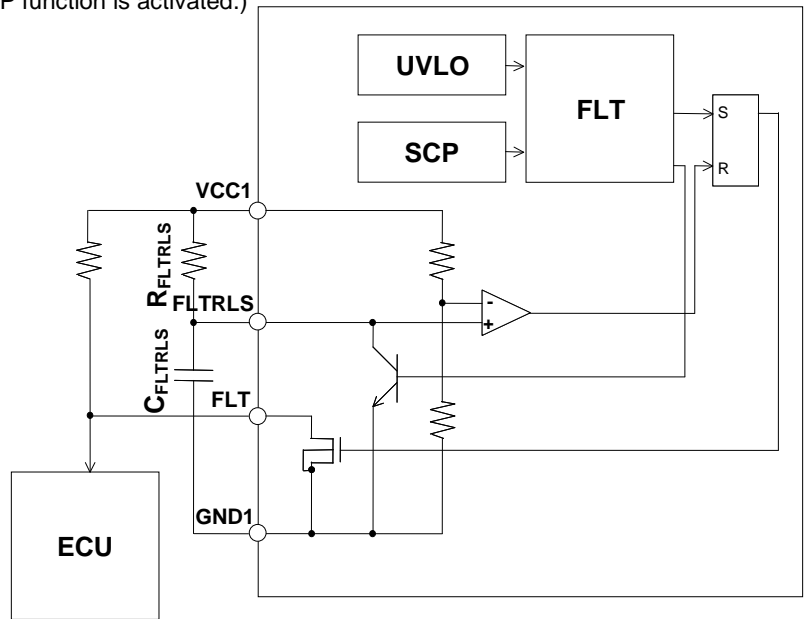 P function is activated.)
UVLO
FLT
S
SCP
R
VCC1
RFLTRLS
FLTRLS
-
+
CFLTRLS
FLT
GND1
ECU